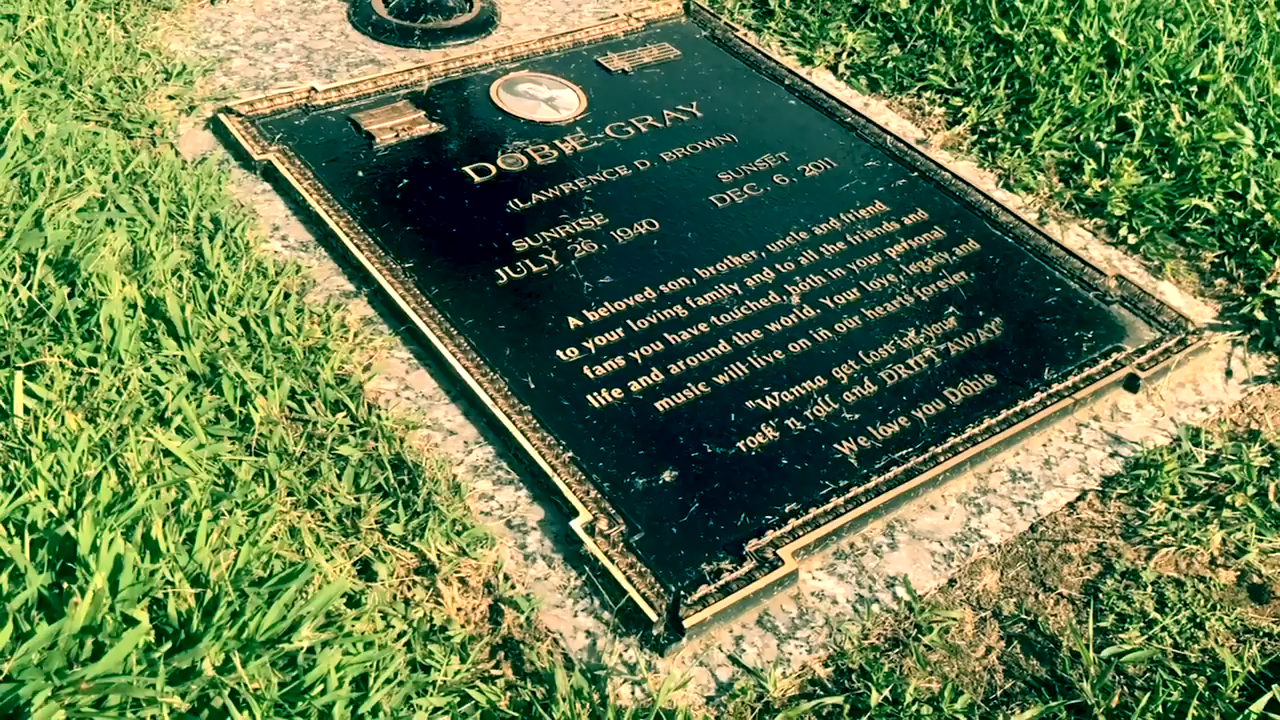 DOBIE GRAY
(LAWRENCE D. BROWN)
SUNRISE SUNSET
JULY 26, 1940 DEC. 6, 2011
A beloved son, brother, uncle and friend
to your loving family and to all the friends and
fans you have touched, both in your personal
life and around the world. Your love, legacy, and
music will live on in our hearts forever
"Wanna get lost in your
rock' n roll and DRIFT AWAY"
We love you Dobie